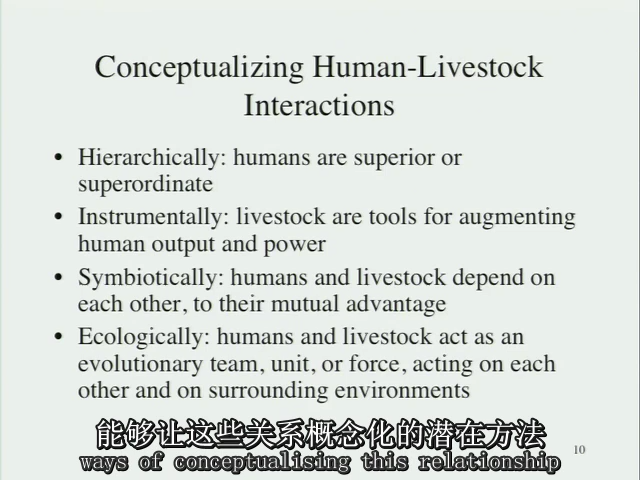 Conceptualizing Human-Livestock
Interactions
• Hierarchically: humans are superior or
superordinate
• Instrumentally: livestock are tools for augmenting
human output and power
• Symbiotically: humans and livestock depend on
each other, to their mutual advantage
• Ecologically: humans and livestock act as an
evolutionary team, unit, or force, acting on each
other and on surrounding environments
能够让这些关系概念化的潜在方法
10
ways of conceptualising this relationship